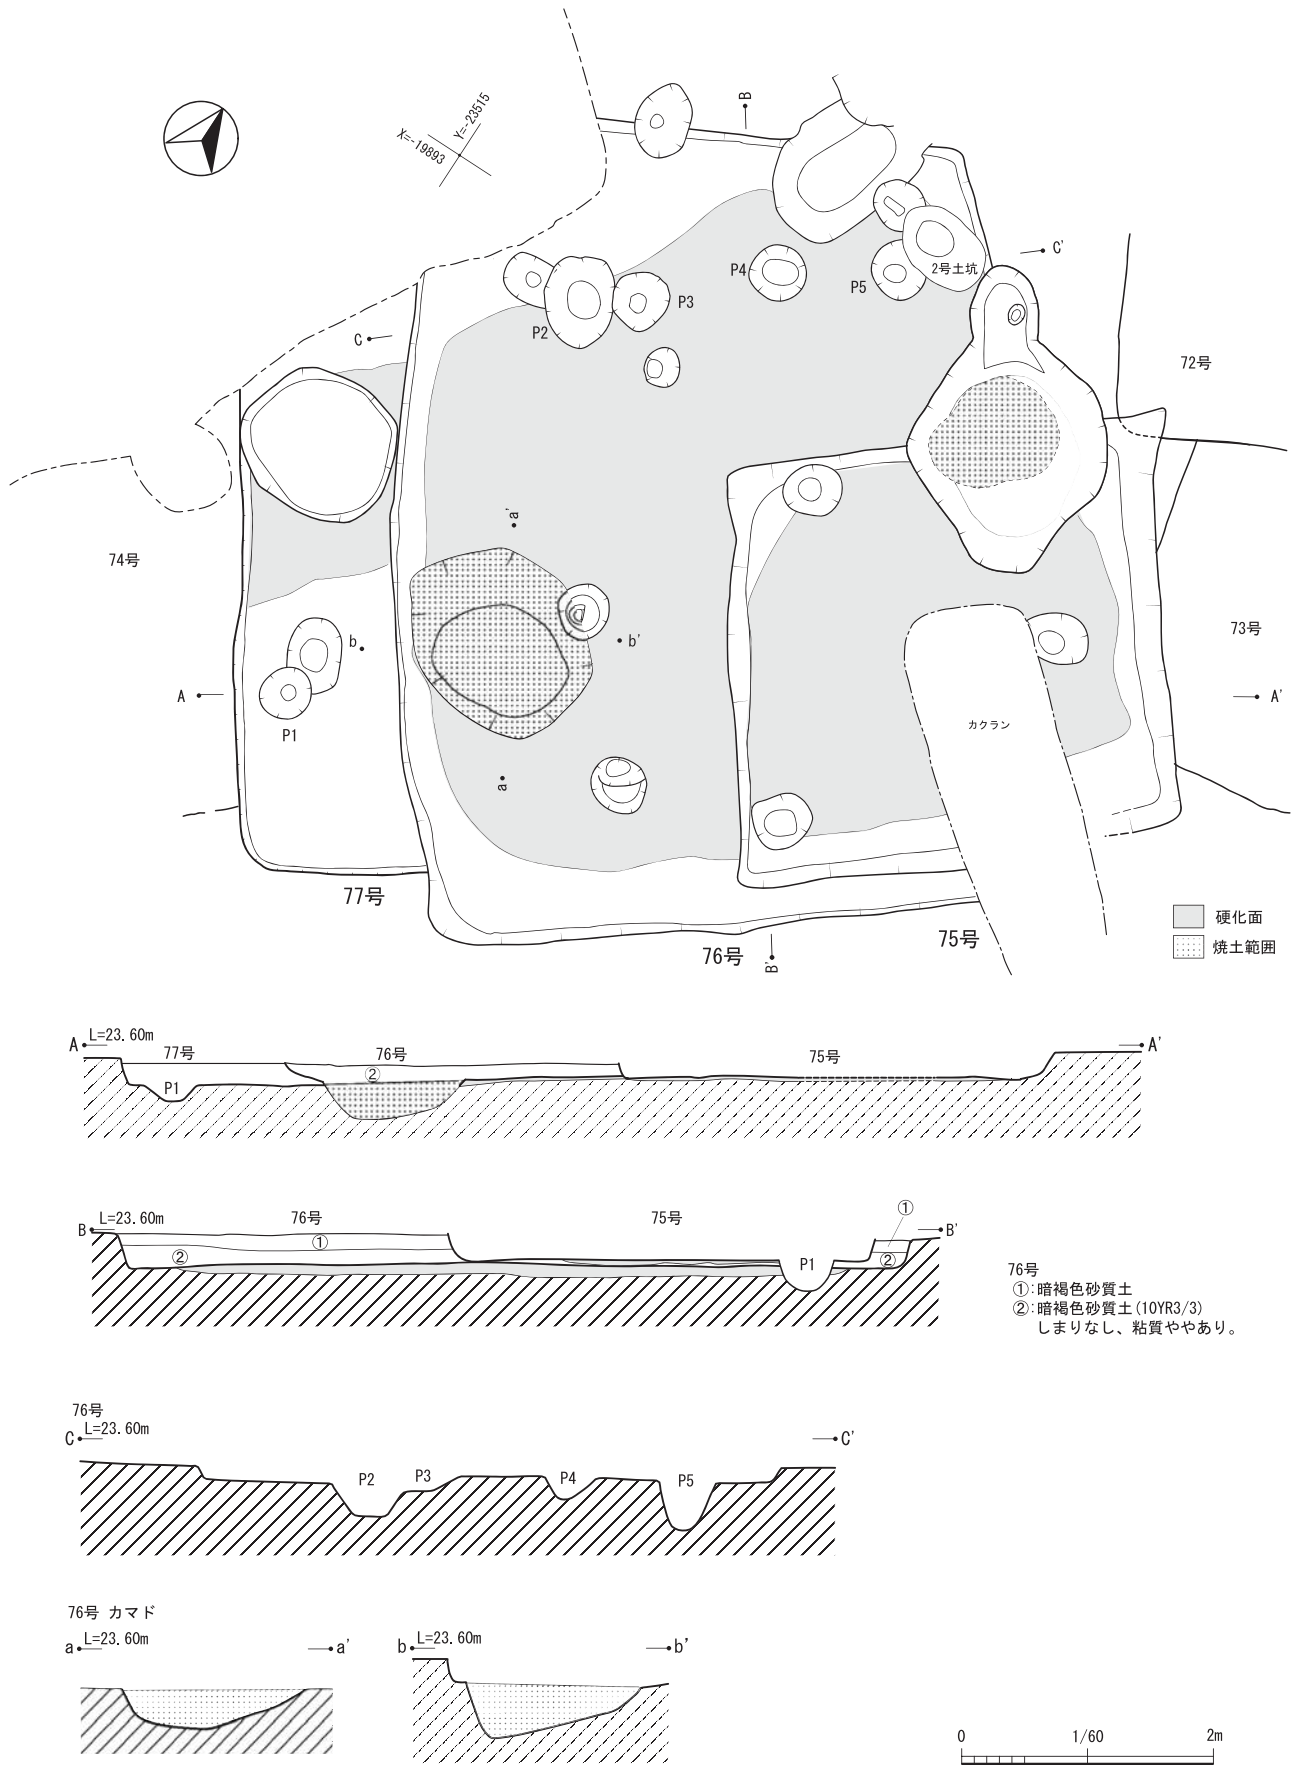 B
X=-19893
Y=-23515
C'
P4
P5
2号土坑
P3
P2
C
72号
a'
74号
b
b'
73号
A
A'
P1
カクラン
a
77号
76号
75号
B'
硬化面
焼土範囲
A L=23.60m A'
77号 76号 75号
②
P1
B L=23.60m B'
76号 75号
①
①
②
P1
②
76号
①:暗褐色砂質土
②:暗褐色砂質土(10YR3/3)
しまりなし、粘質ややあり。
76号
C L=23.60m C'
P2 P3 P4 P5
76号 カマド
a L=23.60m a'
b L=23.60m b'
0 1/60 2m